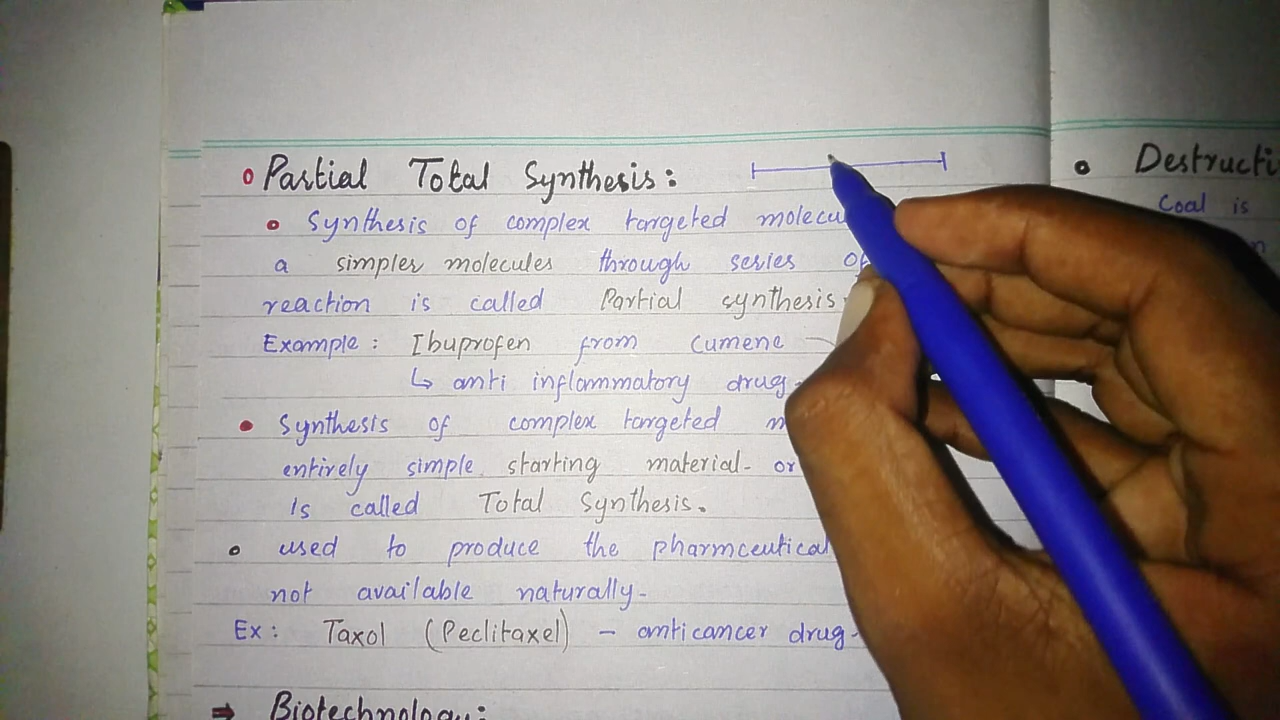 Partial Total Synthesis:
Synthesis of complex targeted
a simpler molecules through series of
reaction is called Partial synthesis
Example: Ibuprofen from Cumene
↳ anti inflammatory drug-
Synthesis of complex targeted
entirely simple starting material- or
Is called Total Synthesis.
used to produce the pharmceutical
not available naturally-
Ex: Taxol (Peclitaxel) - anticancer drug-
⇒ Biotechnology:
Coal is